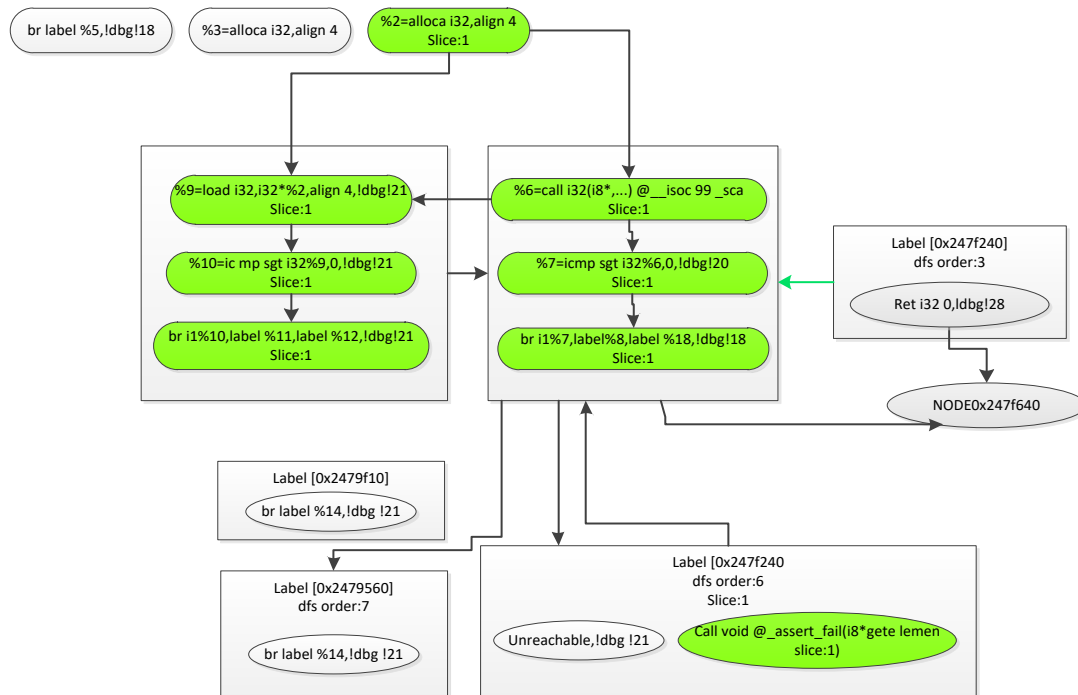 br label %5,!dbg!18
%3=alloca i32,align 4
%2=alloca i32,align 4
Slice:1
%9=load i32,i32*%2,align 4,!dbg!21
Slice:1
%6=call i32(i8*,...) @__isoc 99 _sca
Slice:1
%10=ic mp sgt i32%9,0,!dbg!21
Slice:1
%7=icmp sgt i32%6,0,!dbg!20
Slice:1
br i1%10,label %11,label %12,!dbg!21
Slice:1
br i1%7,label%8,label %18,!dbg!18
Slice:1
Label [0x247f240]
dfs order:3
Ret i32 0,ldbg!28
NODE0x247f640
Label [0x2479f10]
br label %14,!dbg !21
Label [0x2479560]
dfs order:7
br label %14,!dbg !21
Label [0x247f240
dfs order:6
Slice:1
Unreachable,!dbg !21
Call void @_assert_fail(i8*gete lemen
slice:1)